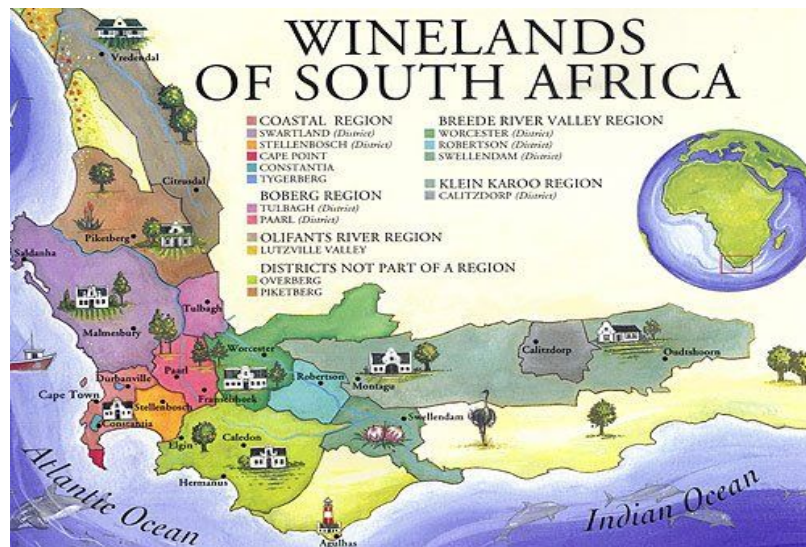 WINELANDS
OF SOUTH AFRICA
COASTAL REGION
SWARTLAND (District)
STELLENBOSCH (District)
CAPE POINT
CONSTANTIA
TYGERBERG
BOBERG REGION
TULBAGH (District)
PAARL (District)
OLIFANTS RIVER REGION
LUTZVILLE VALLEY
DISTRICTS NOT PART OF A REGION
OVERBERG
PIKETBERG
BREEDE RIVER VALLEY REGION
WORCESTER (District)
ROBERTSON (District)
SWELLENDAM (District)
KLEIN KAROO REGION
CALITZDORP (District)
Vredendal
Citrusdal
Piketberg
Saldanha
Tulbagh
Malmesbury
Worcester
Calitzdorp
Oudtshoorn
Paarl
Durbanville
Robertson
Montagu
Cape Town
Franschhoek
Stellenbosch
Swellendam
Constantia
Elgin
Caledon
Hermanus
Agulhas
Atlantic Ocean
Indian Ocean